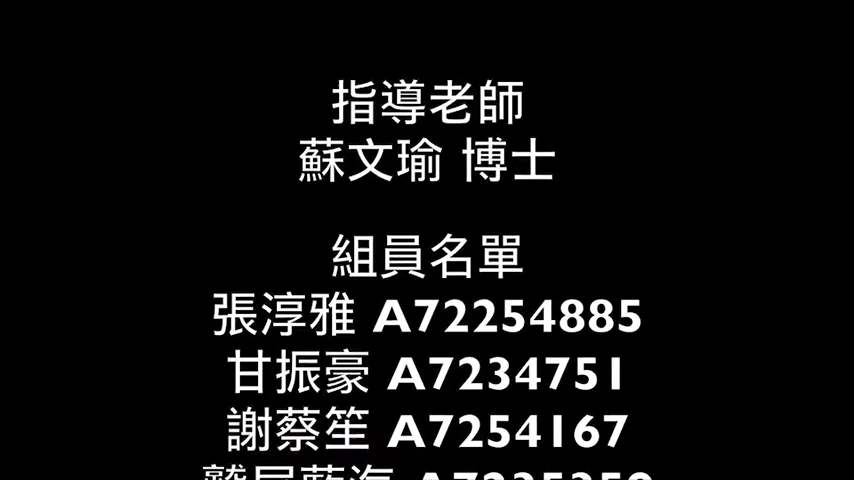 指導老師
蘇文瑜 博士
組員名單
張淳雅 A72254885
甘振豪 A7234751
謝蔡笙 A7254167